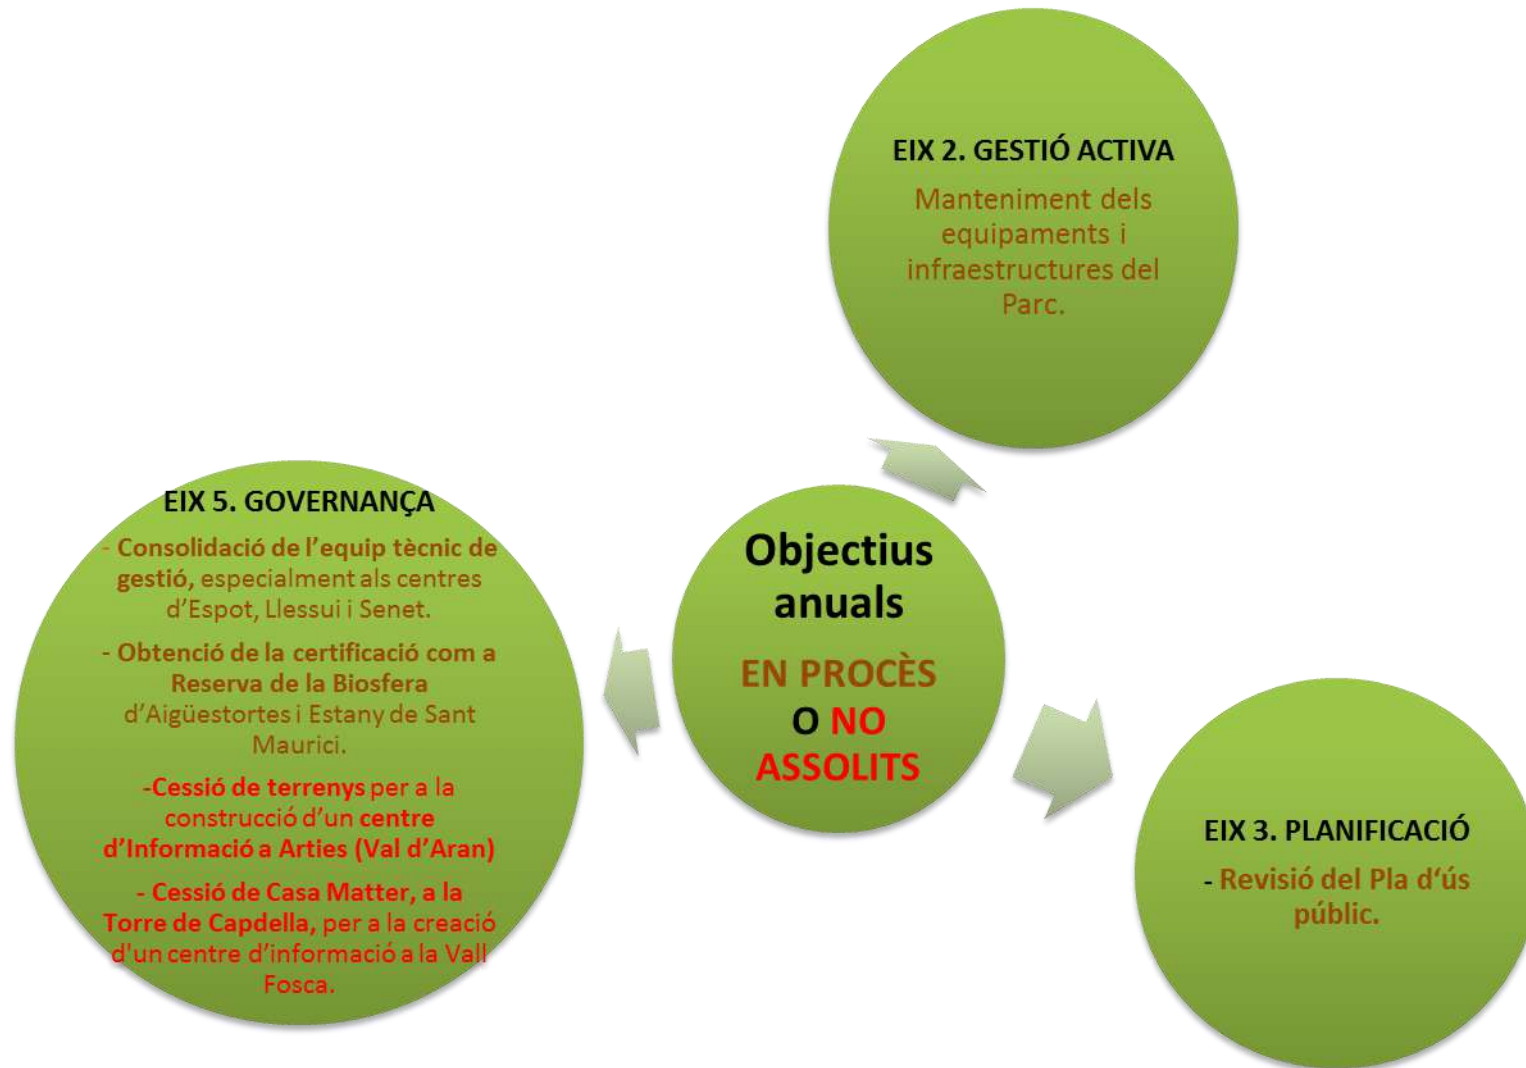 EIX 2. GESTIÓ ACTIVA
Manteniment dels
equipaments i
infraestructures del
Parc.
EIX 5. GOVERNANÇA
- Consolidació de l’equip tècnic de
gestió, especialment als centres
d’Espot, Llessui i Senet.
- Obtenció de la certificació com a
Reserva de la Biosfera
d’Aigüestortes i Estany de Sant
Maurici.
-Cessió de terrenys per a la
construcció d’un centre
d’Informació a Arties (Val d’Aran)
- Cessió de Casa Matter, a la
Torre de Capdella, per a la creació
d'un centre d’informació a la Vall
Fosca.
Objectius
anuals
EN PROCÈS
O NO
ASSOLITS
EIX 3. PLANIFICACIÓ
- Revisió del Pla d‘ús
públic.